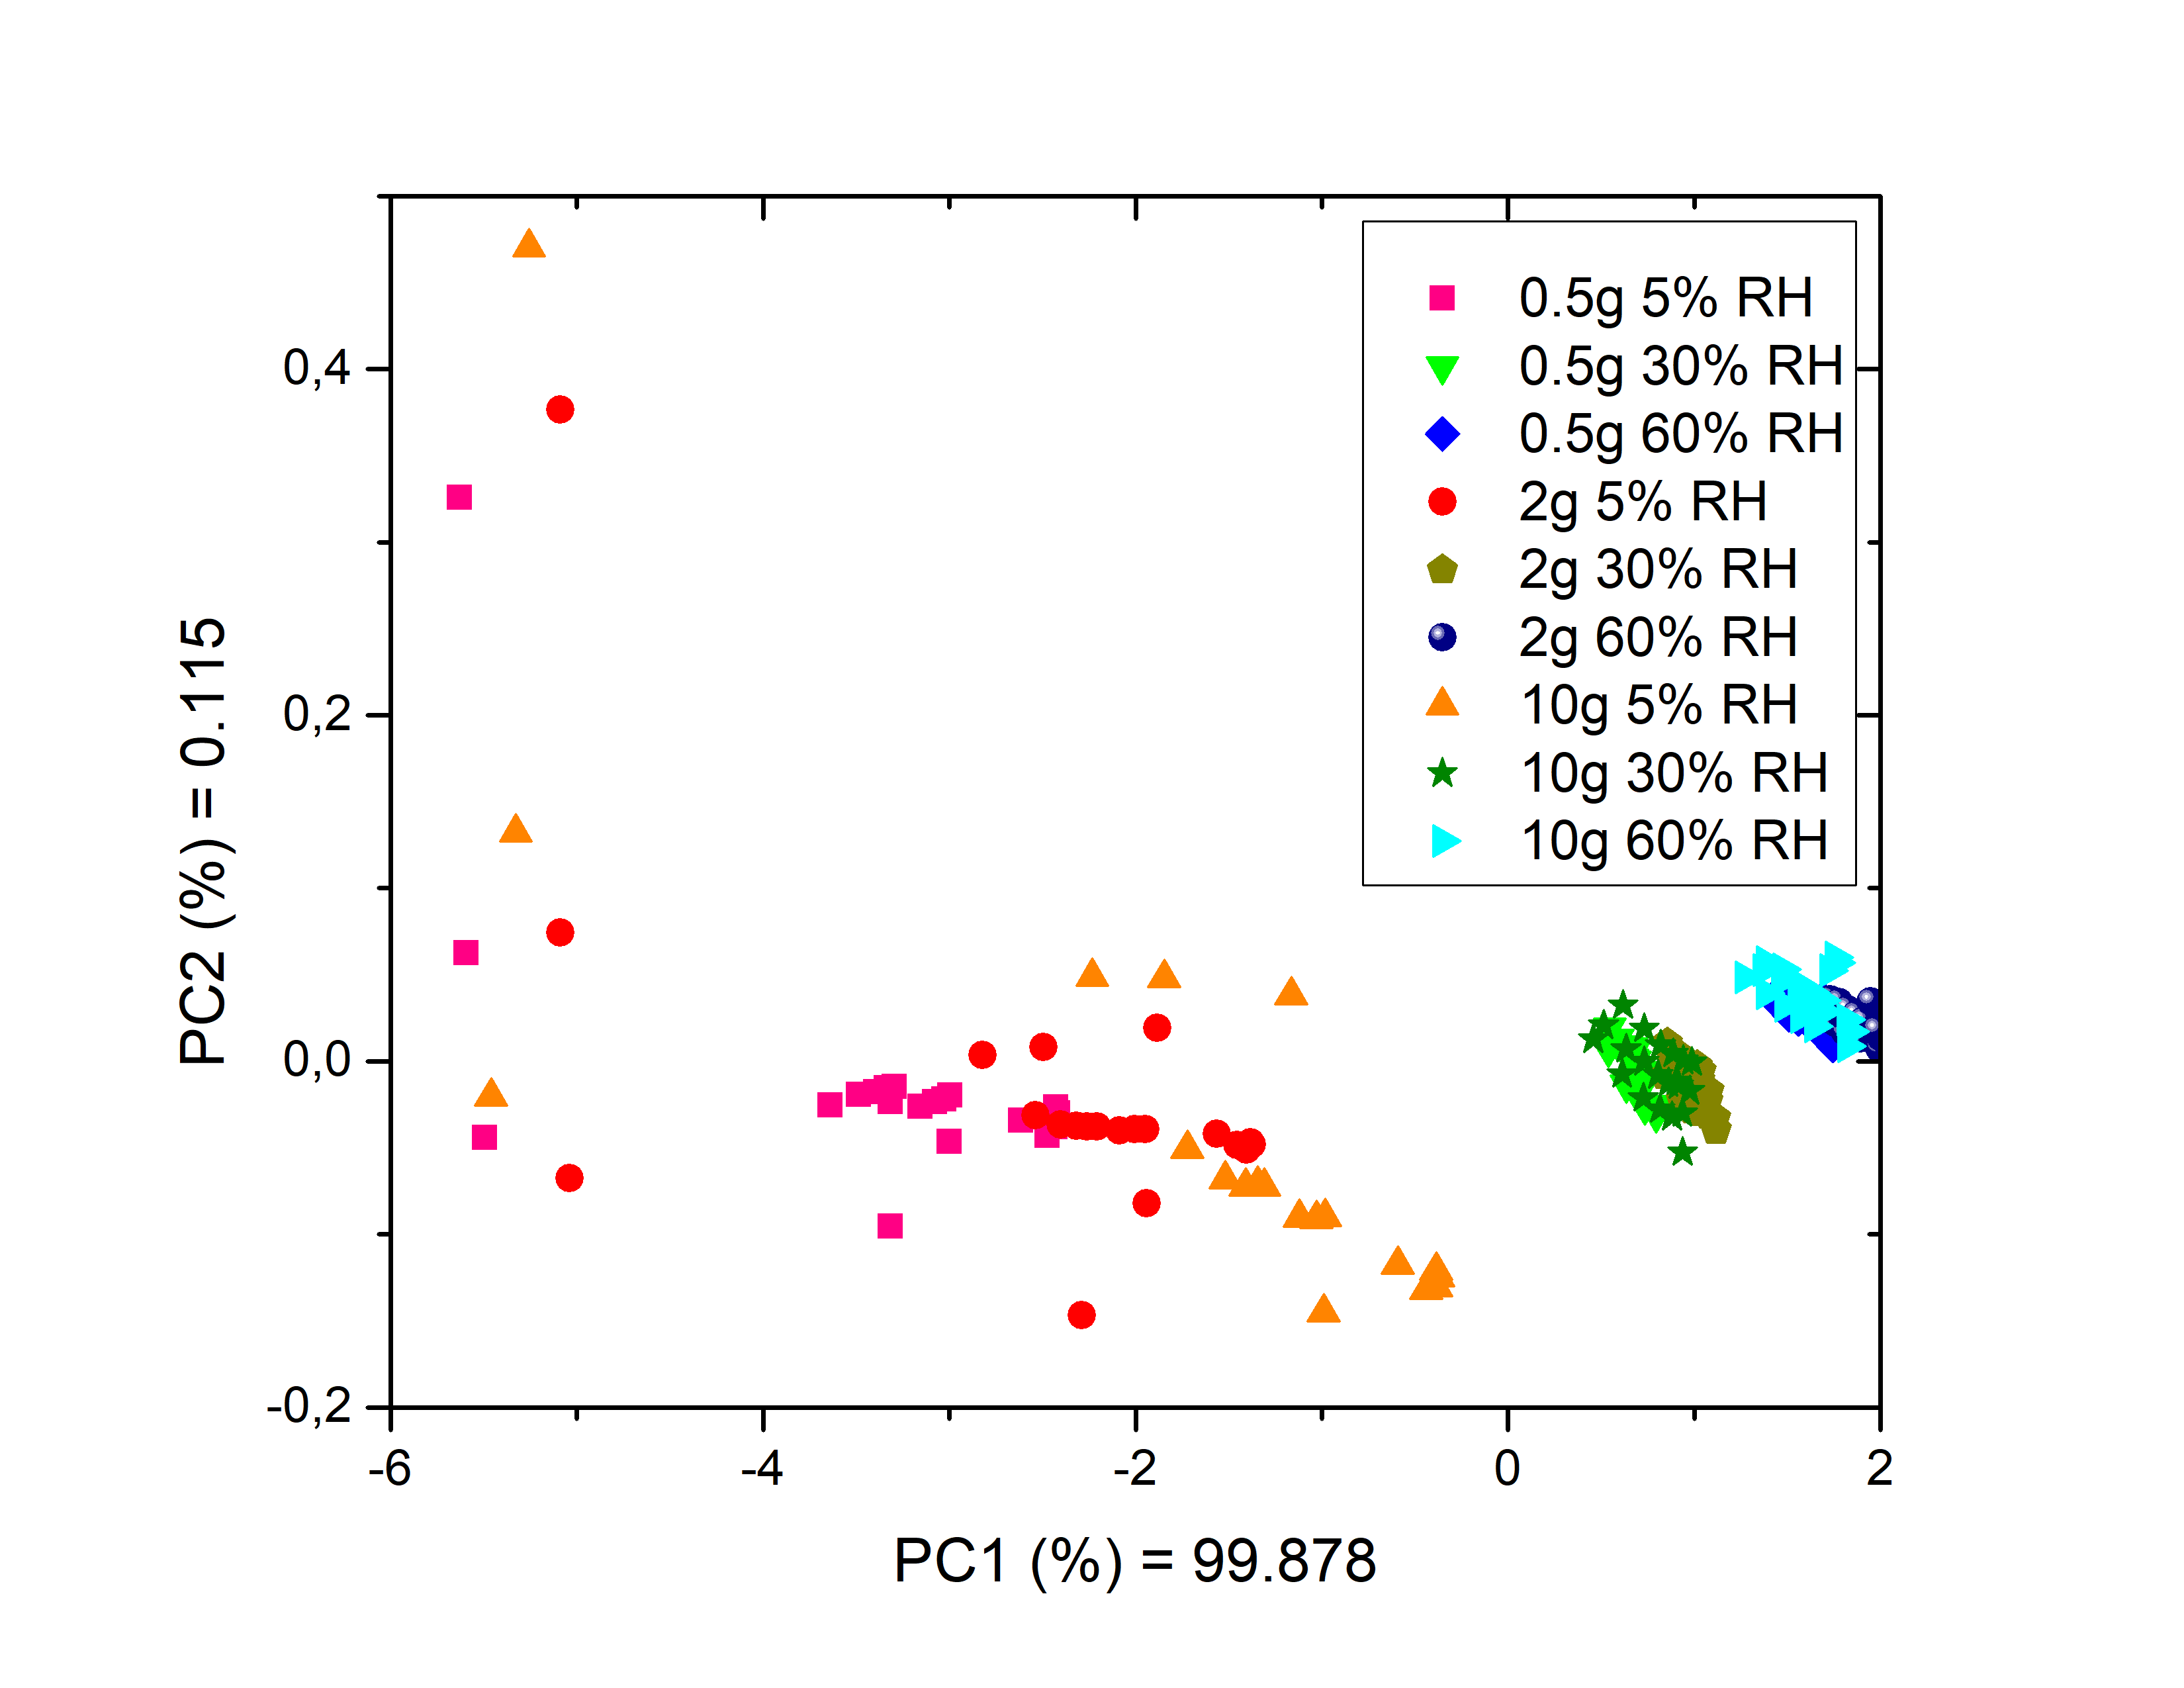 0.5g 5% RH
0.5g 30% RH
0.5g 60% RH
2g 5% RH
2g 30% RH
2g 60% RH
10g 5% RH
10g 30% RH
10g 60% RH
0,4
0,2
0,0
-0,2
PC2 (%) = 0.115
-6
-4
-2
0
2
PC1 (%) = 99.878